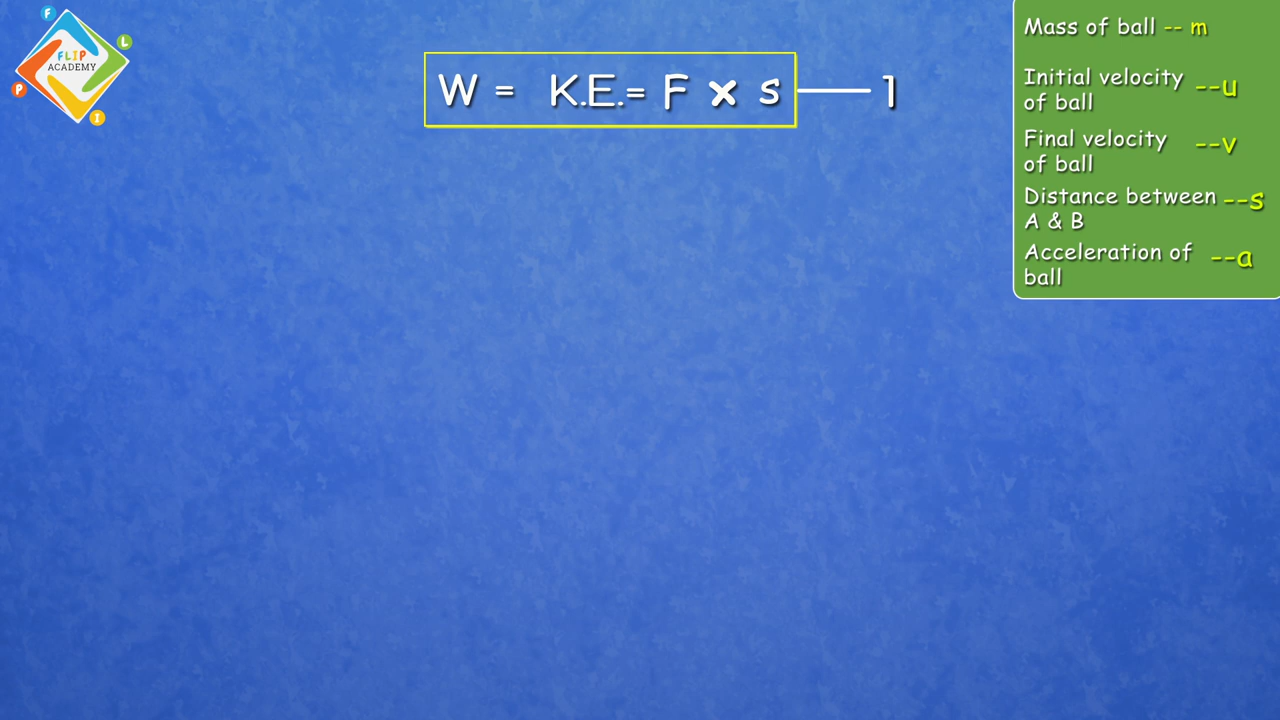 F
L
FLIP
ACADEMY
P
I
W = K.E.= F x s 1
Mass of ball -- m
Initial velocity --u
of ball
Final velocity --v
of ball
Distance between --s
A & B
Acceleration of --a
ball